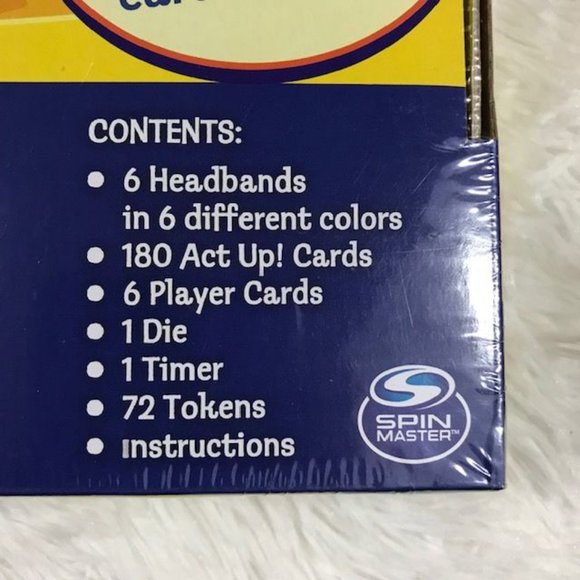 CONTENTS:
• 6 Headbands
in 6 different colors
• 180 Act Up! Cards
• 6 Player Cards
• 1 Die
• 1 Timer
• 72 Tokens
• Instructions
SPIN
MASTER™